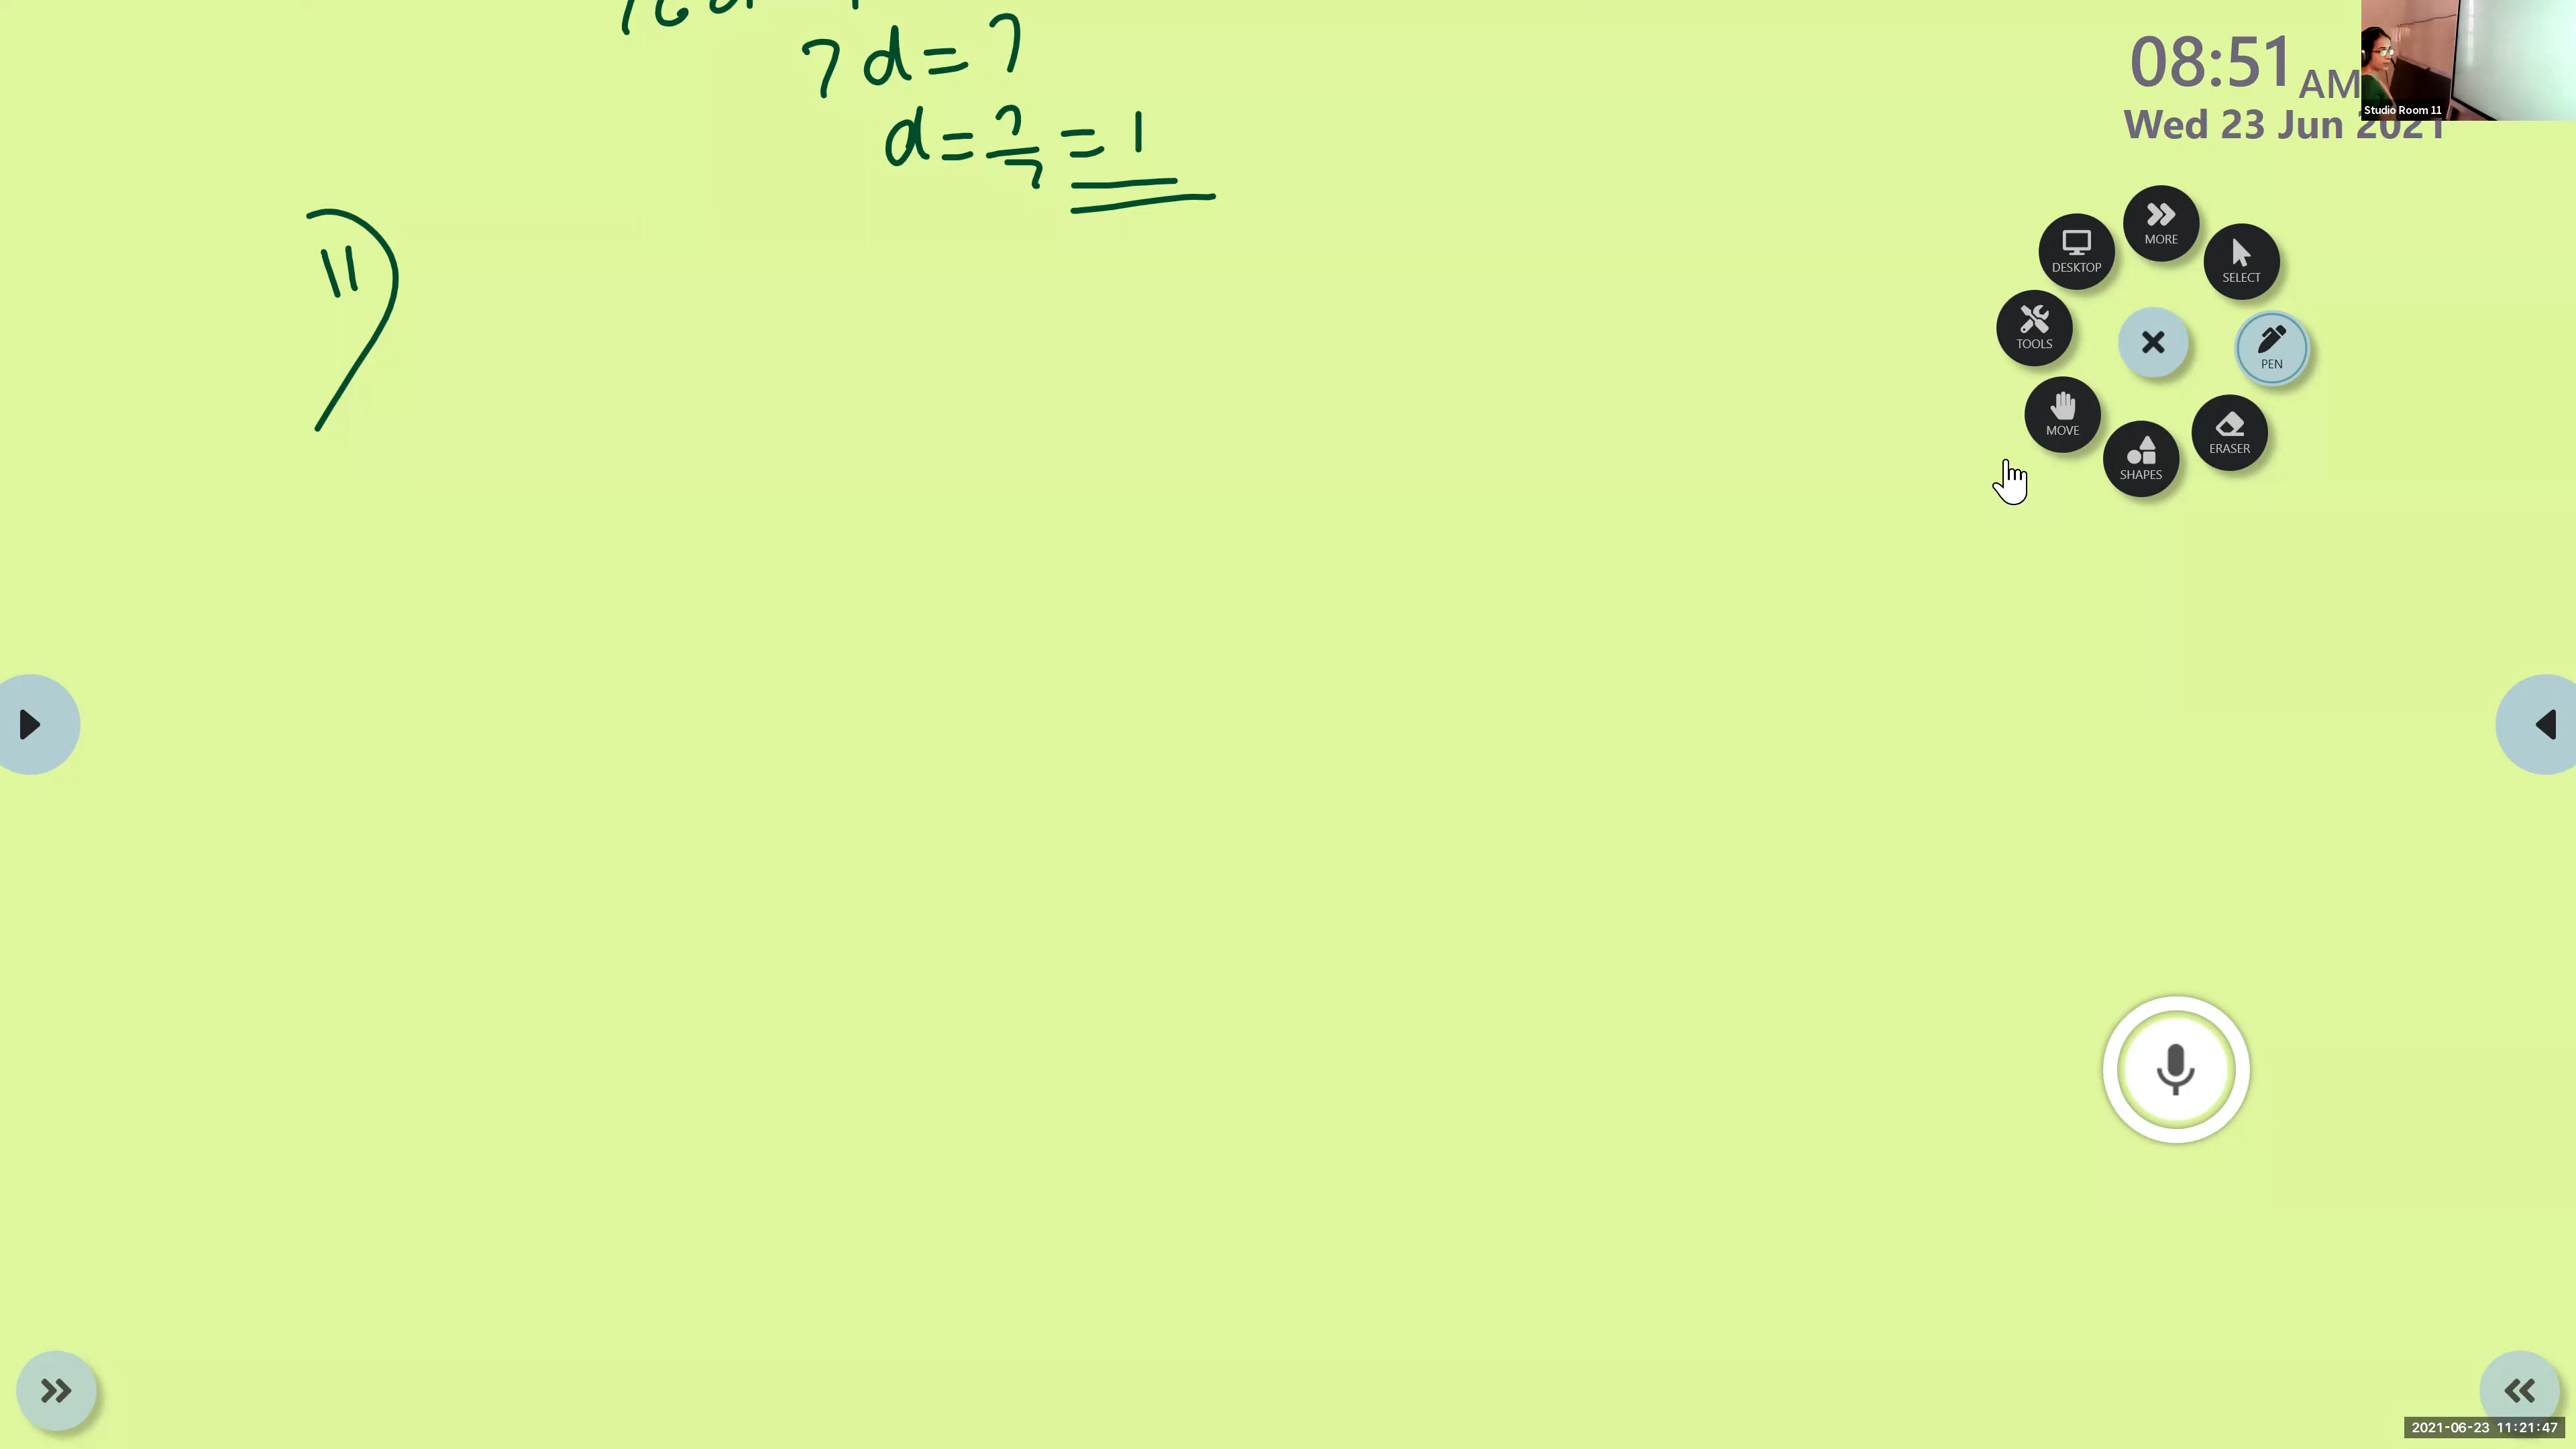 7d = 7
d = 7/7 = 1
11)
08:51 AM
Wed 23 Jun 2021
Studio Room 11
MORE
DESKTOP
SELECT
TOOLS
PEN
MOVE
ERASER
SHAPES
2021-06-23 11:21:47